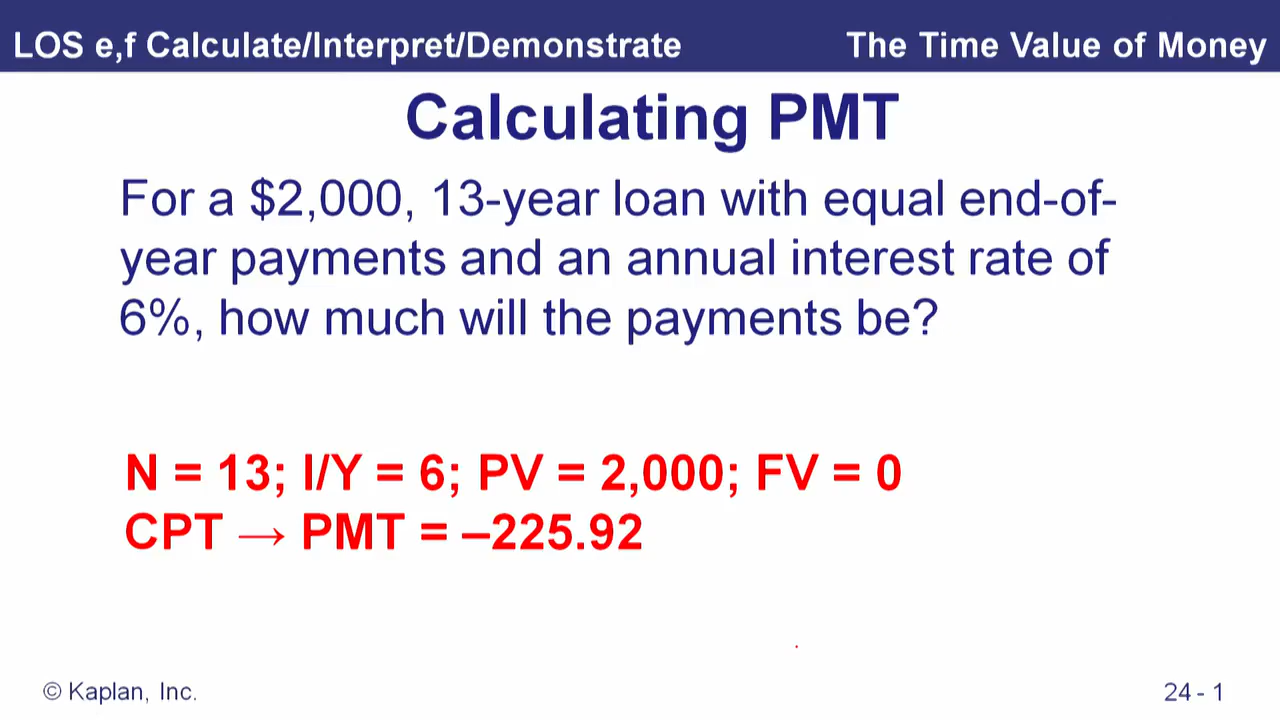 LOS e,f Calculate/Interpret/Demonstrate The Time Value of Money
Calculating PMT
For a $2,000, 13-year loan with equal end-of-
year payments and an annual interest rate of
6%, how much will the payments be?
N = 13; I/Y = 6; PV = 2,000; FV = 0
CPT → PMT = –225.92
© Kaplan, Inc. 24 - 1